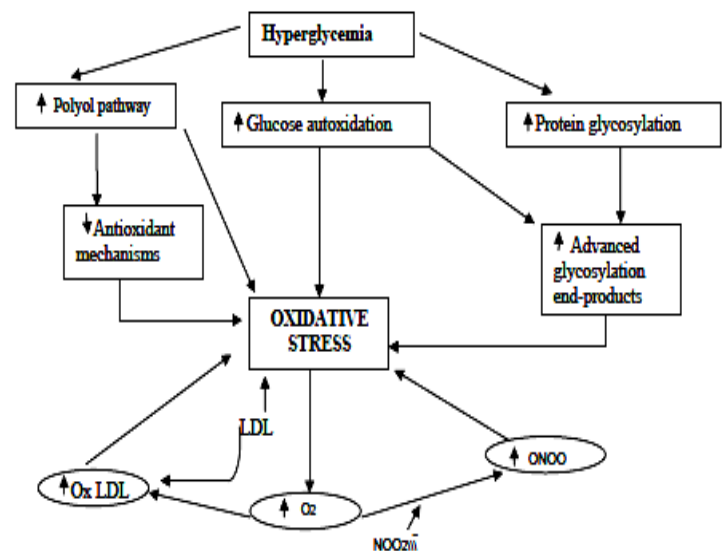 Hyperglycemia
↑ Polyol pathway
↑ Glucose autoxidation
↑ Protein glycosylation
↓ Antioxidant
mechanisms
↑ Advanced
glycosylation
end-products
OXIDATIVE
STRESS
LDL
↑ ONOO
↑ Ox LDL
↑ O₂